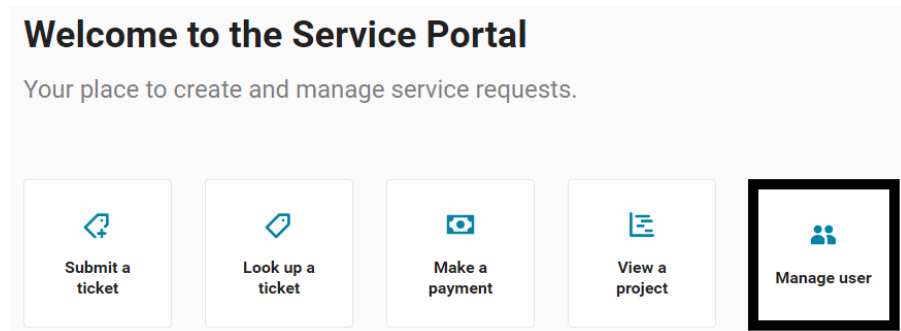 Welcome to the Service Portal
Your place to create and manage service requests.
Submit a
ticket
Look up a
ticket
Make a
payment
View a
project
Manage user